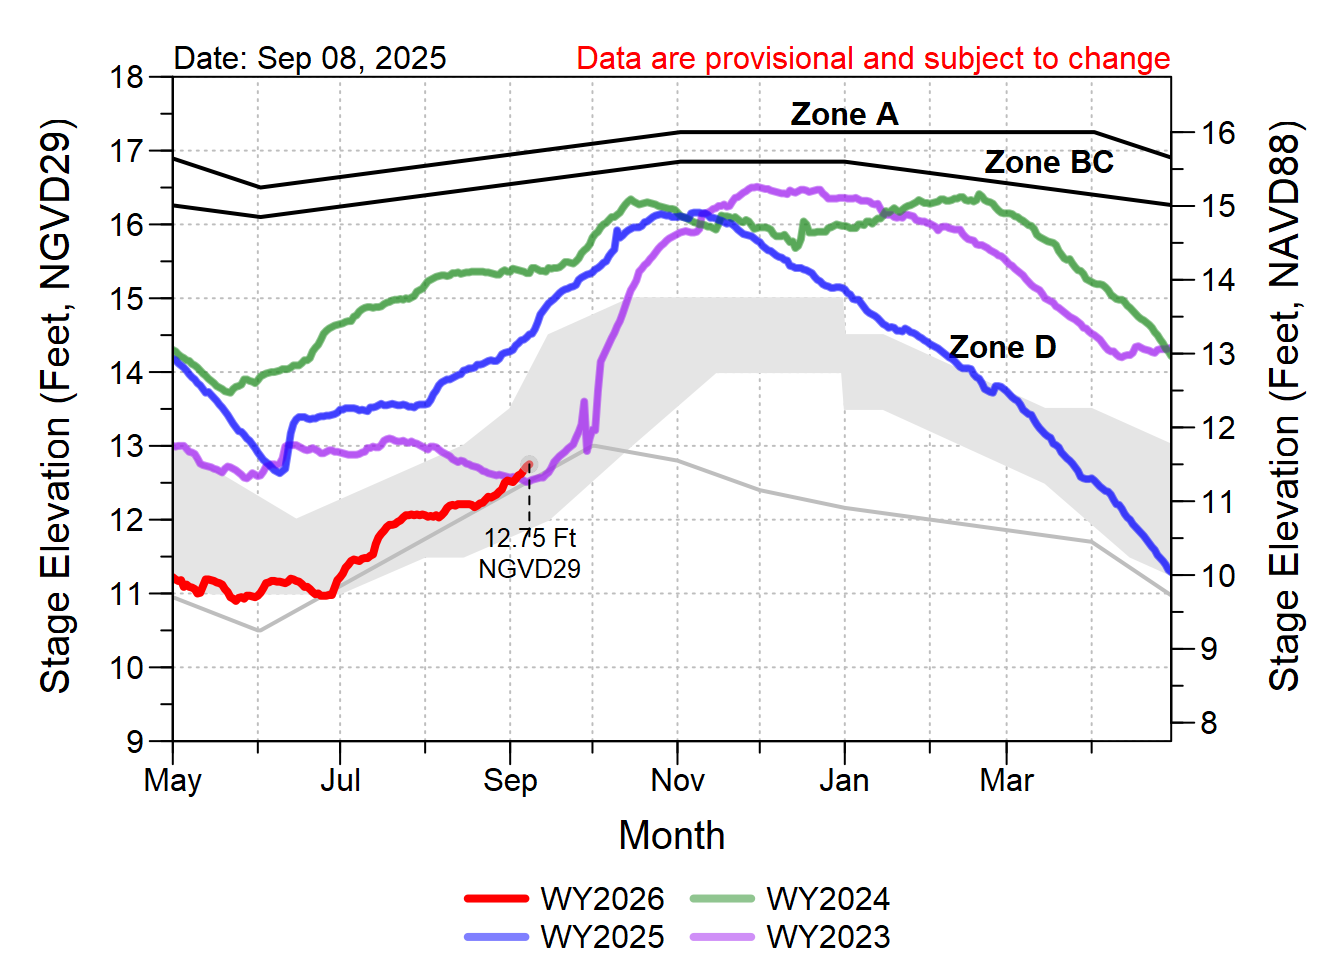 Date: Sep 08, 2025
Data are provisional and subject to change
Stage Elevation (Feet, NGVD29)
18
17
16
15
14
13
12
11
10
9
Zone A
Zone BC
Zone D
12.75 Ft
NGVD29
16
15
14
13
12
11
10
9
8
Stage Elevation (Feet, NAVD88)
May
Jul
Sep
Nov
Jan
Mar
Month
WY2026
WY2024
WY2025
WY2023